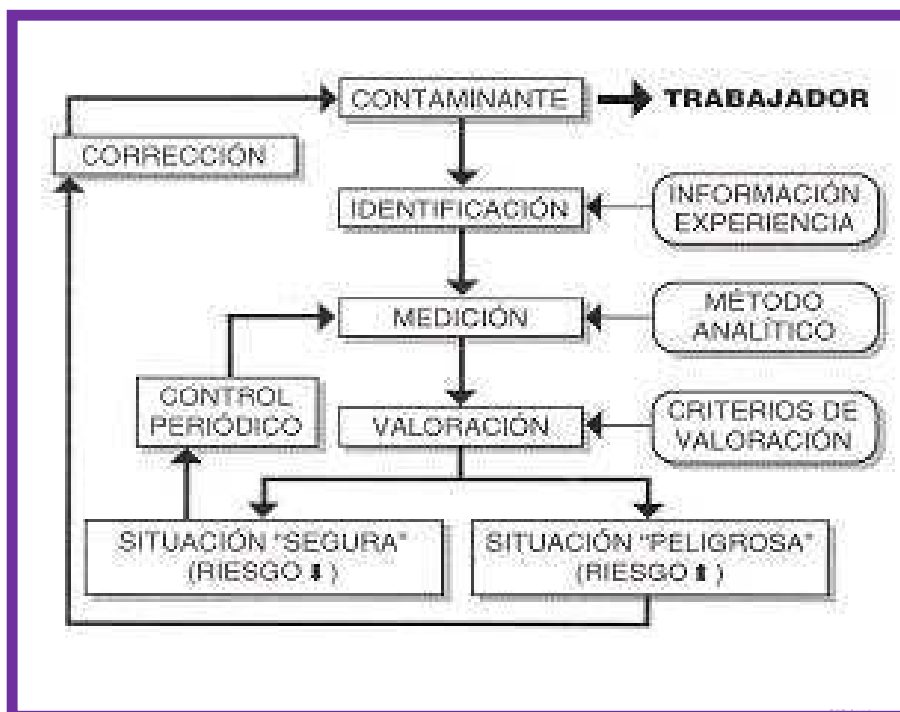 CONTAMINANTE
TRABAJADOR
CORRECCIÓN
IDENTIFICACIÓN
INFORMACIÓN
EXPERIENCIA
MEDICIÓN
MÉTODO
ANALÍTICO
CONTROL
PERIÓDICO
VALORACIÓN
CRITERIOS DE
VALORACIÓN
SITUACIÓN "SEGURA"
(RIESGO ⬇)
SITUACIÓN "PELIGROSA"
(RIESGO ⬆)